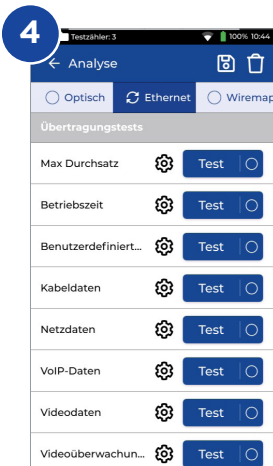 4
Testzähler: 3 100% 10:44
← Analyse
Optisch Ethernet Wiremap
Übertragungstests
Max Durchsatz Test
Betriebszeit Test
Benutzerdefiniert... Test
Kabeldaten Test
Netzdaten Test
VoIP-Daten Test
Videodaten Test
Videoüberwachun... Test